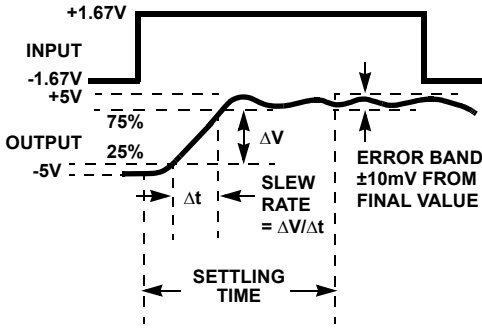 +1.67V
INPUT
-1.67V
+5V
75%
OUTPUT
25%
-5V
ΔV
Δt
SLEW
RATE
= ΔV/Δt
ERROR BAND
±10mV FROM
FINAL VALUE
SETTLING
TIME